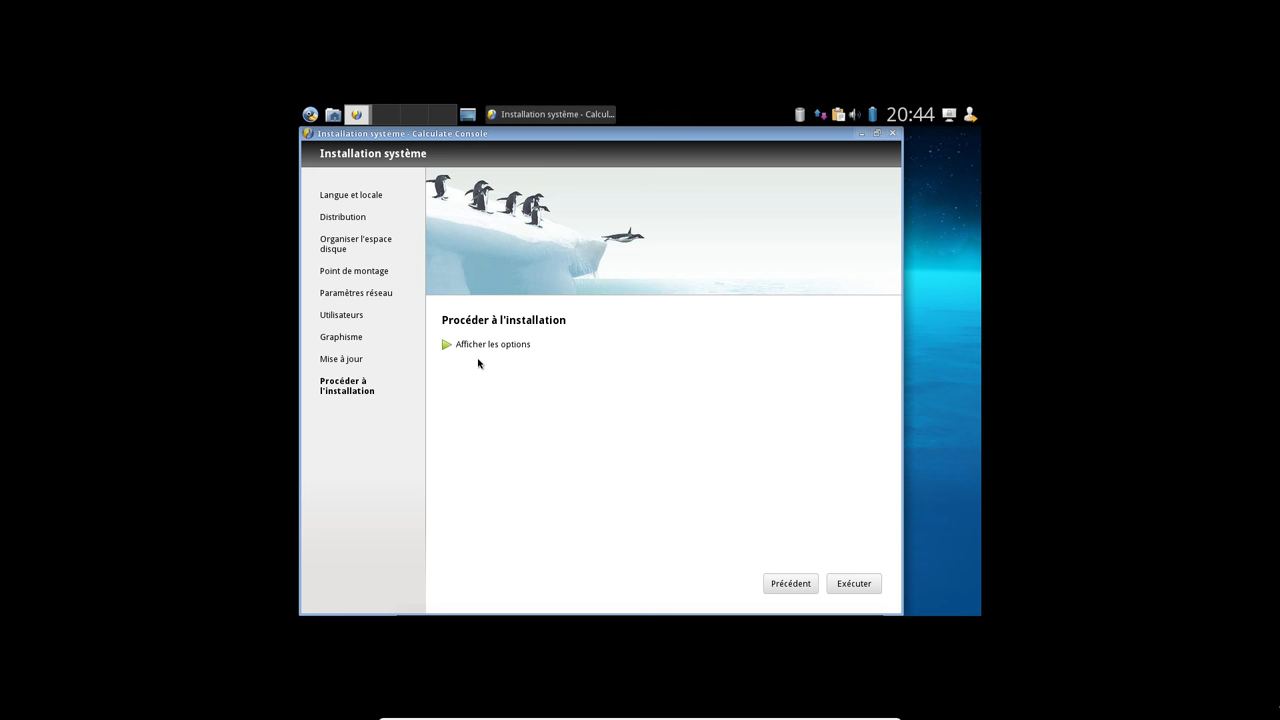 Installation système - Calcul...
20:44
Installation système - Calculate Console
Installation système
Langue et locale
Distribution
Organiser l'espace
disque
Point de montage
Paramètres réseau
Utilisateurs
Graphisme
Mise à jour
Procéder à
l'installation
Procéder à l'installation
Afficher les options
Précédent
Exécuter